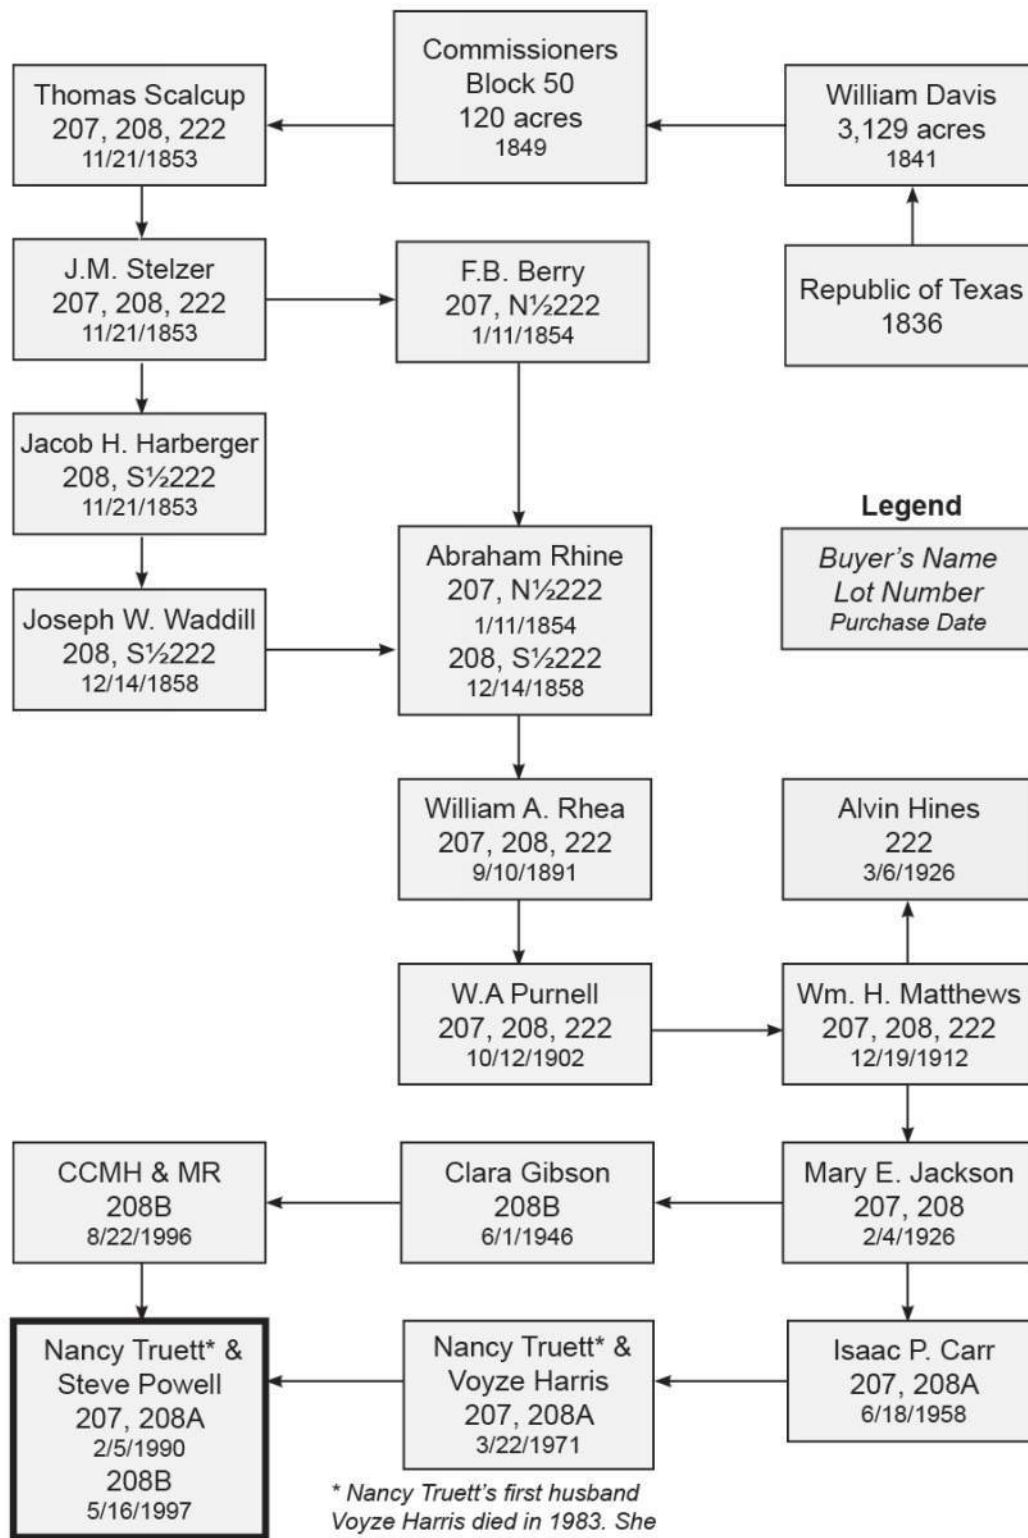 Commissioners
Block 50
120 acres
1849
Thomas Scalcup
207, 208, 222
11/21/1853
William Davis
3,129 acres
1841
J.M. Stelzer
207, 208, 222
11/21/1853
F.B. Berry
207, N½222
1/11/1854
Republic of Texas
1836
Jacob H. Harberger
208, S½222
11/21/1853
Legend
Buyer's Name
Lot Number
Purchase Date
Abraham Rhine
207, N½222
1/11/1854
208, S½222
12/14/1858
Joseph W. Waddill
208, S½222
12/14/1858
William A. Rhea
207, 208, 222
9/10/1891
Alvin Hines
222
3/6/1926
W.A Purnell
207, 208, 222
10/12/1902
Wm. H. Matthews
207, 208, 222
12/19/1912
CCMH & MR
208B
8/22/1996
Clara Gibson
208B
6/1/1946
Mary E. Jackson
207, 208
2/4/1926
Nancy Truett* &
Steve Powell
207, 208A
2/5/1990
208B
5/16/1997
Nancy Truett* &
Voyze Harris
207, 208A
3/22/1971
Isaac P. Carr
207, 208A
6/18/1958
* Nancy Truett's first husband
Voyze Harris died in 1983. She